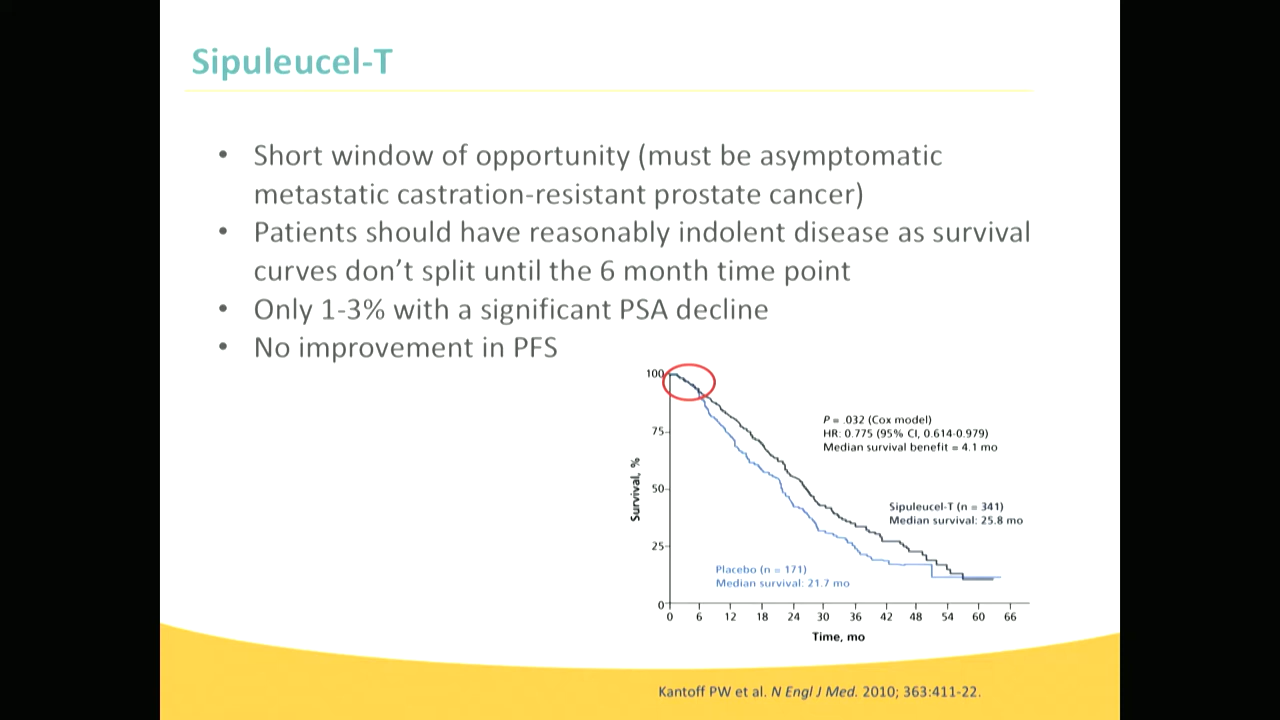 Sipuleucel-T
• Short window of opportunity (must be asymptomatic
metastatic castration-resistant prostate cancer)
• Patients should have reasonably indolent disease as survival
curves don't split until the 6 month time point
• Only 1-3% with a significant PSA decline
• No improvement in PFS
100
75
50
25
0
Survival, %
P = .032 (Cox model)
HR: 0.775 (95% CI, 0.614-0.979)
Median survival benefit = 4.1 mo
Sipuleucel-T (n = 341)
Median survival: 25.8 mo
Placebo (n = 171)
Median survival: 21.7 mo
0 6 12 18 24 30 36 42 48 54 60 66
Time, mo
Kantoff PW et al. N Engl J Med. 2010; 363:411-22.